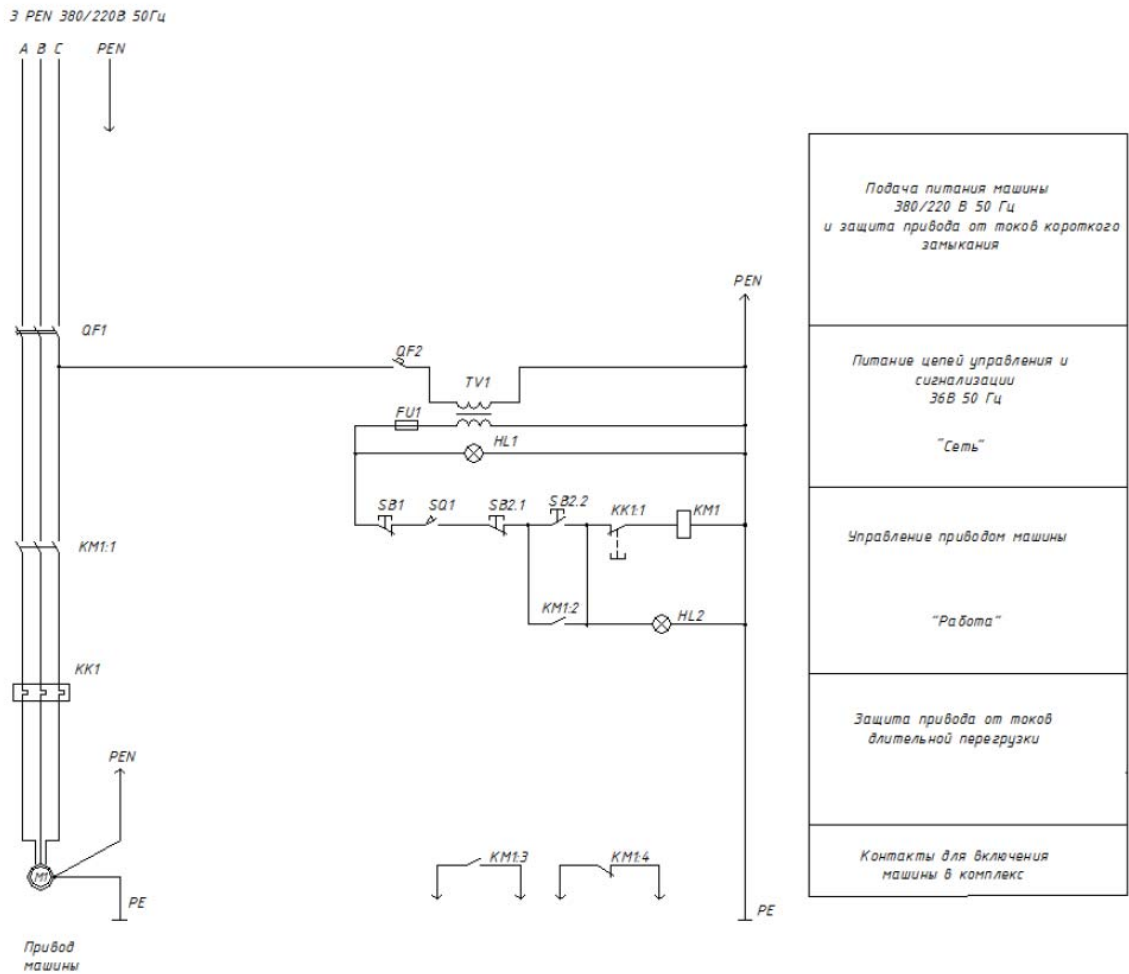 3 PEN 380/220В 50Гц
А В С PEN
Подача питания машины
380/220 В 50 Гц
и защита привода от токов короткого
замыкания
PEN
QF1
QF2
TV1
FU1
HL1
Питание цепей управления и
сигнализации
36В 50 Гц
"Сеть"
SB1 SQ1 SB2.1 SB2.2 KK1:1 KM1
KM1:1
KM1:2
HL2
Управление приводом машины
"Работа"
KK1
Защита привода от токов
длительной перегрузки
PEN
M1
PE
KM1:3
KM1:4
PE
Контакты для включения
машины в комплекс
Привод
машины